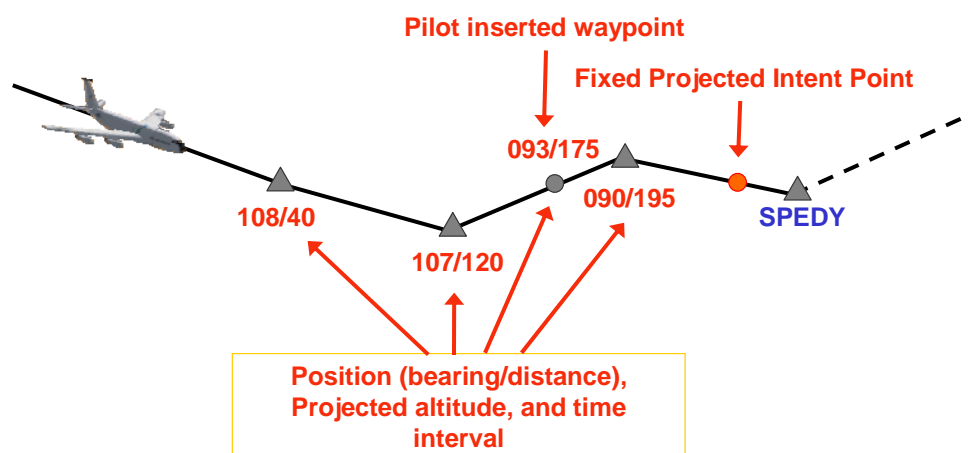 Pilot inserted waypoint
Fixed Projected Intent Point
093/175
108/40
107/120
090/195
SPEDY
Position (bearing/distance),
Projected altitude, and time
interval